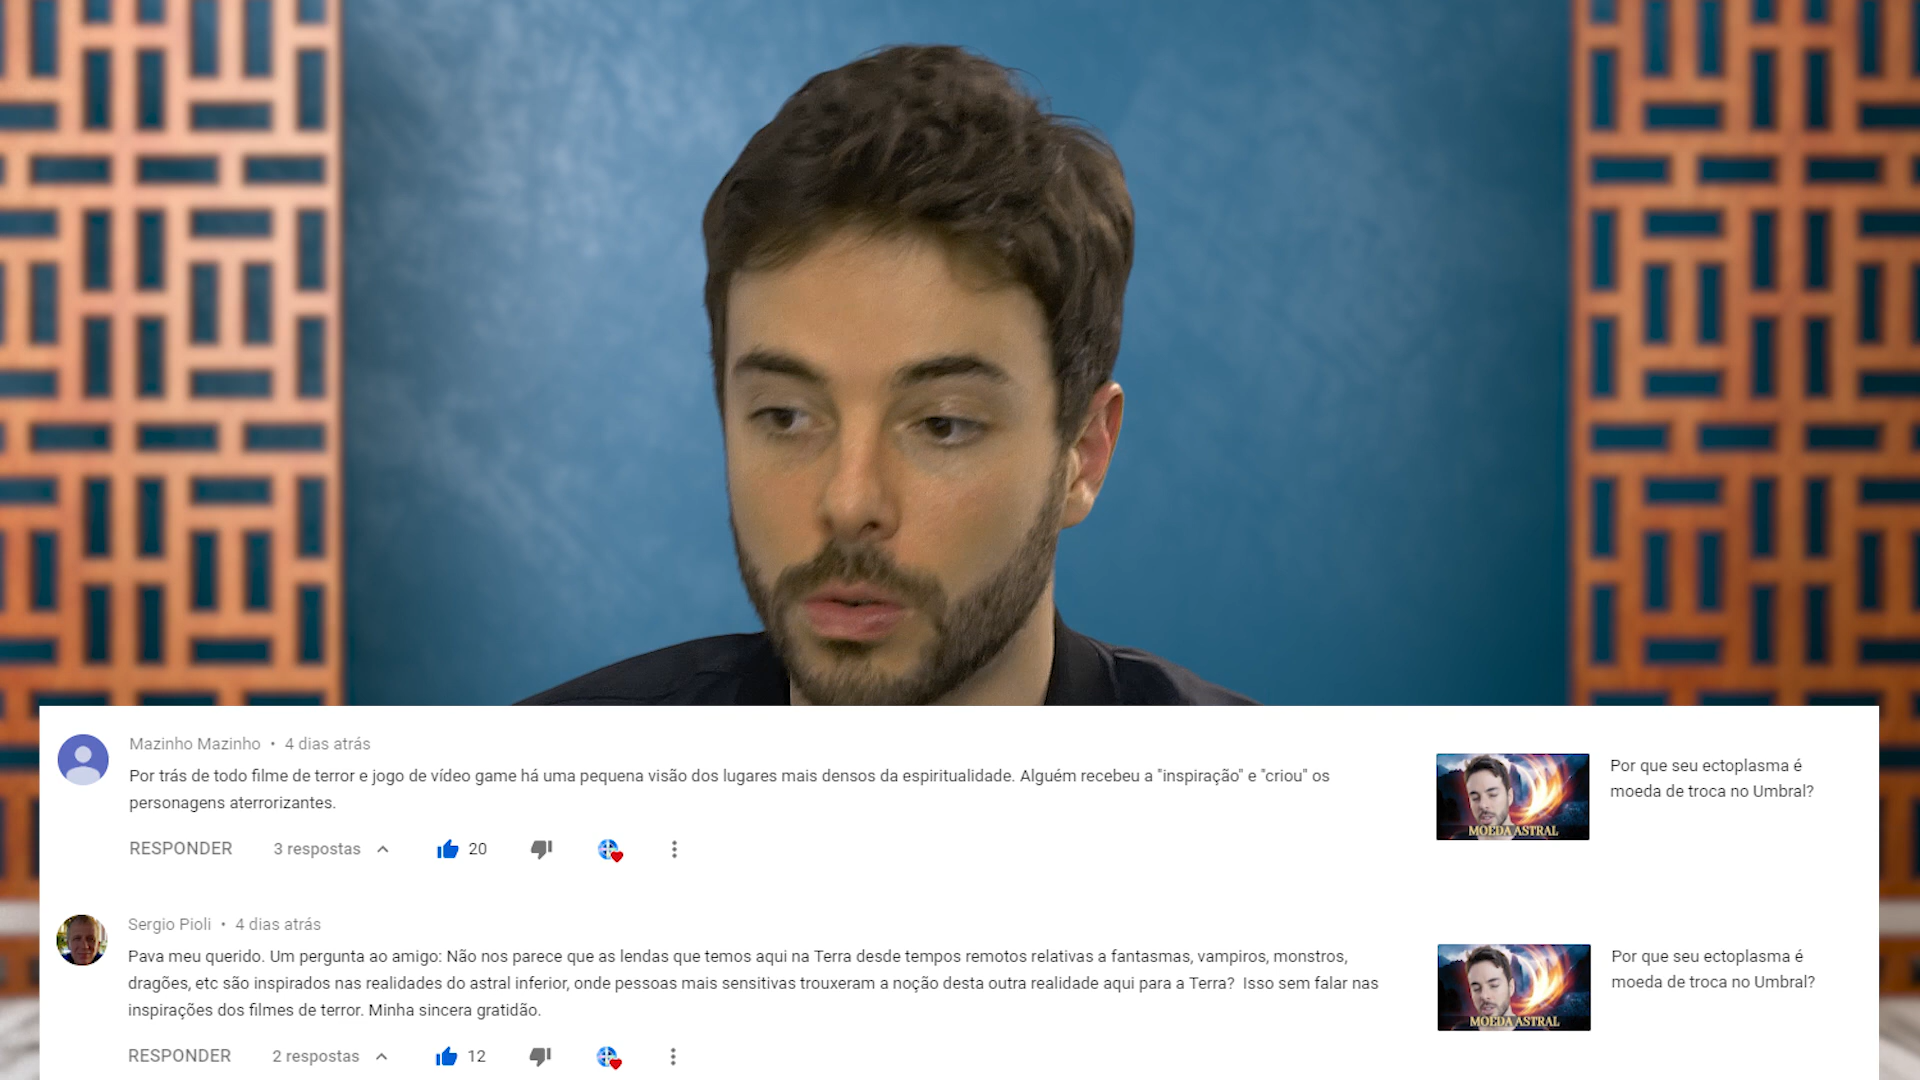 Mazinho Mazinho • 4 dias atrás
Por trás de todo filme de terror e jogo de vídeo game há uma pequena visão dos lugares mais densos da espiritualidade. Alguém recebeu a "inspiração" e "criou" os
personagens aterrorizantes.
RESPONDER 3 respostas 20
Por que seu ectoplasma é
moeda de troca no Umbral?
MOEDA ASTRAL
Sergio Pioli • 4 dias atrás
Pava meu querido. Um pergunta ao amigo: Não nos parece que as lendas que temos aqui na Terra desde tempos remotos relativas a fantasmas, vampiros, monstros,
dragões, etc são inspirados nas realidades do astral inferior, onde pessoas mais sensitivas trouxeram a noção desta outra realidade aqui para a Terra?  Isso sem falar nas
inspirações dos filmes de terror. Minha sincera gratidão.
RESPONDER 2 respostas 12
Por que seu ectoplasma é
moeda de troca no Umbral?
MOEDA ASTRAL